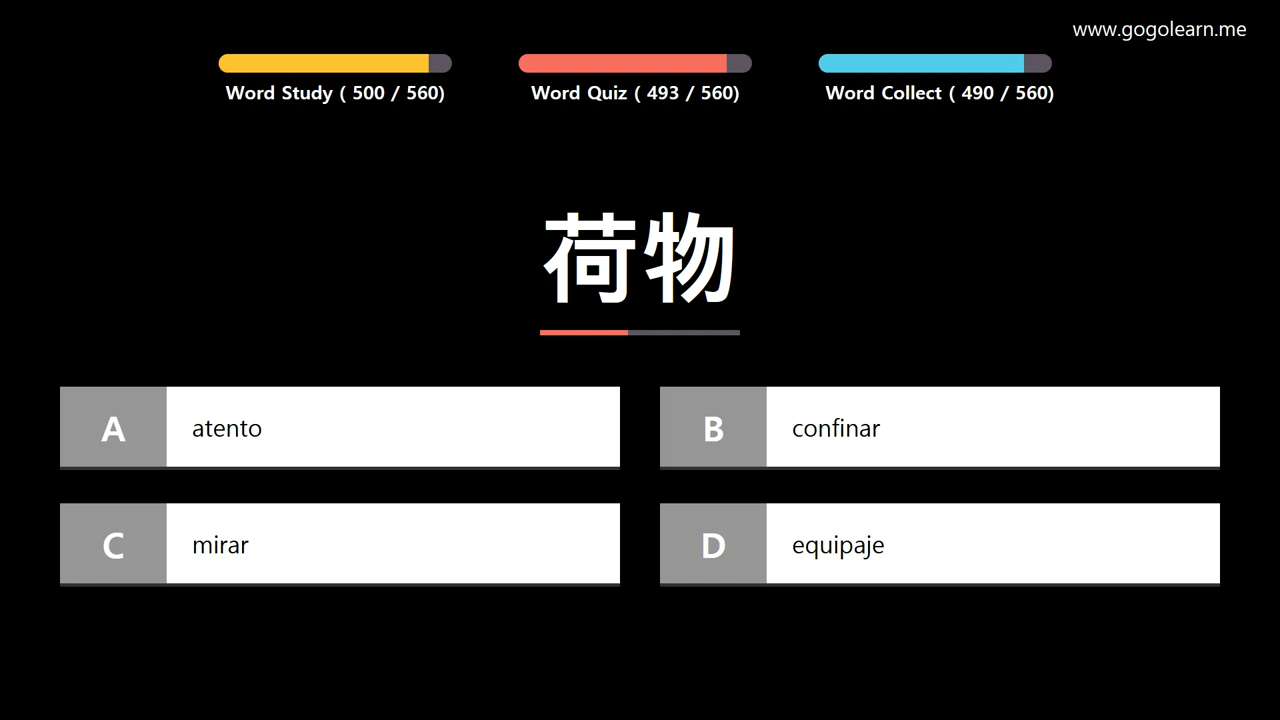 www.gogolearn.me
Word Study ( 500 / 560)
Word Quiz ( 493 / 560)
Word Collect ( 490 / 560)
荷物
A
atento
B
confinar
C
mirar
D
equipaje